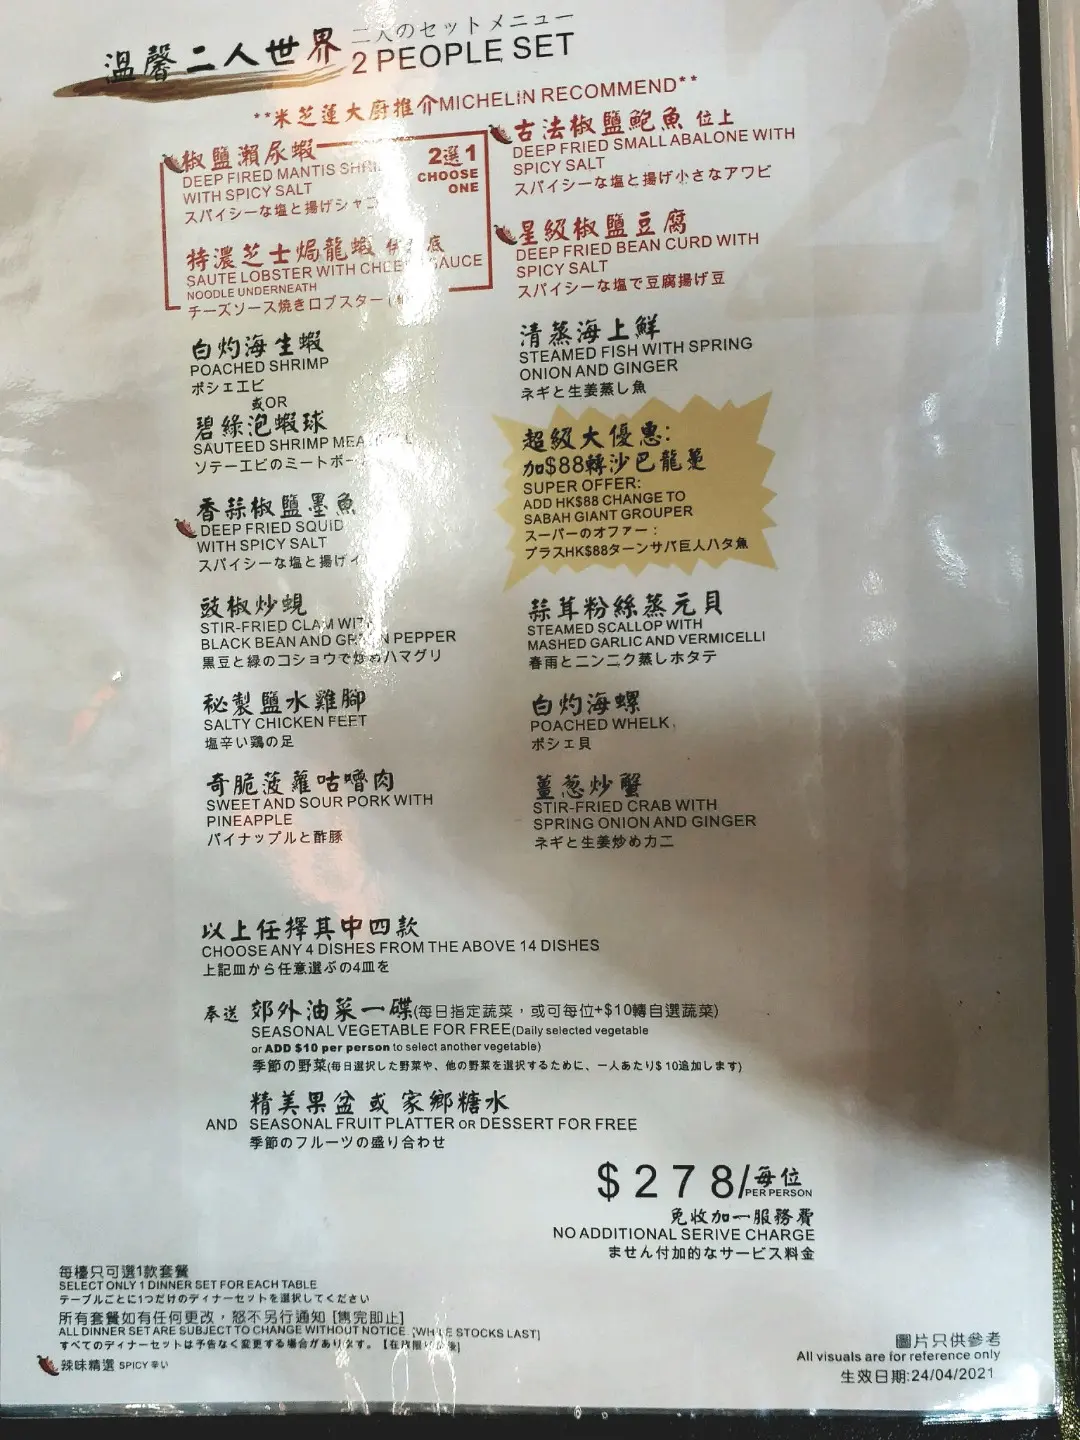 溫馨二人世界
二人のセットメニュー
2 PEOPLE SET
**米芝蓮大廚推介MICHELIN RECOMMEND**
椒鹽瀨尿蝦
2選1
CHOOSE
ONE
DEEP FIRED MANTIS
WITH SPICY SALT
スパイシーな塩と揚げシャコ
特濃芝士焗龍蝦 底
SAUTE LOBSTER WITH CHEESE SAUCE
NOODLE UNDERNEATH
チーズソース焼きロブスター
古法椒鹽鮑魚 位上
DEEP FRIED SMALL ABALONE WITH
SPICY SALT
スパイシーな塩と揚げ小さなアワビ
星級椒鹽豆腐
DEEP FRIED BEAN CURD WITH
SPICY SALT
スパイシーな塩で豆腐揚げ豆
白灼海生蝦
POACHED SHRIMP
ポシェエビ
或OR
碧綠泡蝦球
SAUTEED SHRIMP
ソテーエビのミートボー
香蒜椒鹽墨魚
DEEP FRIED SQUID
WITH SPICY SALT
スパイシーな塩と揚げイ
豉椒炒蜆
STIR-FRIED CLAM WITH
BLACK BEAN AND GREEN PEPPER
黒豆と緑のコショウで炒めハマグリ
秘製鹽水雞腳
SALTY CHICKEN FEET
塩辛い鶏の足
奇脆菠蘿咕嚕肉
SWEET AND SOUR PORK WITH
PINEAPPLE
パイナップルと酢豚
清蒸海上鮮
STEAMED FISH WITH SPRING
ONION AND GINGER
ネギと生姜蒸し魚
超級大優惠:
加$88轉沙巴龍躉
SUPER OFFER:
ADD HK$88 CHANGE TO
SABAH GIANT GROUPER
スーパーのオファー:
プラスHK$88ターンサバ巨人ハタ魚
蒜茸粉絲蒸元貝
STEAMED SCALLOP WITH
MASHED GARLIC AND VERMICELLI
春雨とニンニク蒸しホタテ
白灼海螺
POACHED WHELK
ポシェ貝
薑葱炒蟹
STIR-FRIED CRAB WITH
SPRING ONION AND GINGER
ネギと生姜炒めカニ
以上任擇其中四款
CHOOSE ANY 4 DISHES FROM THE ABOVE 14 DISHES
上記皿から任意選ぶの4皿を
奉送 郊外油菜一碟(每日指定蔬菜，或可每位+$10轉自選蔬菜)
SEASONAL VEGETABLE FOR FREE(Daily selected vegetable
or ADD $10 per person to select another vegetable)
季節の野菜(毎日選択した野菜や、他の野菜を選択するために、一人あたり$ 10追加します)
精美果盆 或 家鄉糖水
AND SEASONAL FRUIT PLATTER OR DESSERT FOR FREE
季節のフルーツの盛り合わせ
$278/每位
PER PERSON
免收加一服務費
NO ADDITIONAL SERIVE CHARGE
ません付加的なサービス料金
每檯只可選1款套餐
SELECT ONLY 1 DINNER SET FOR EACH TABLE
テーブルごとに1つだけのディナーセットを選択してください
所有套餐如有任何更改，恕不另行通知 [售完即止]
ALL DINNER SET ARE SUBJECT TO CHANGE WITHOUT NOTICE. [WHILE STOCKS LAST]
すべてのディナーセットは予告なく変更する場合があります。
辣味精選 SPICY 辛い
圖片只供參考
All visuals are for reference only
生效日期:24/04/2021